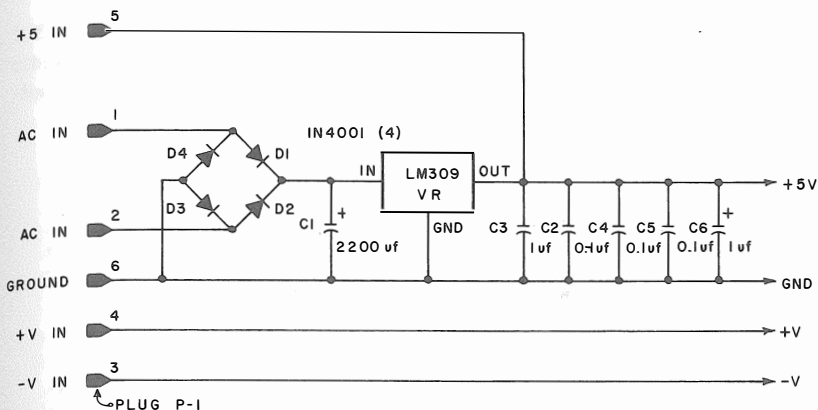 +5 IN 5
AC IN 1
IN4001 (4)
D4 D1
IN LM309 OUT
VR
+5V
D3 D2
AC IN 2
C1 +
2200 uf
GND
C3 C2 C4 C5 C6 +
1uf 0.1uf 0.1uf 0.1uf 1uf
GROUND 6
GND
+V IN 4
+V
-V IN 3
-V
PLUG P-1